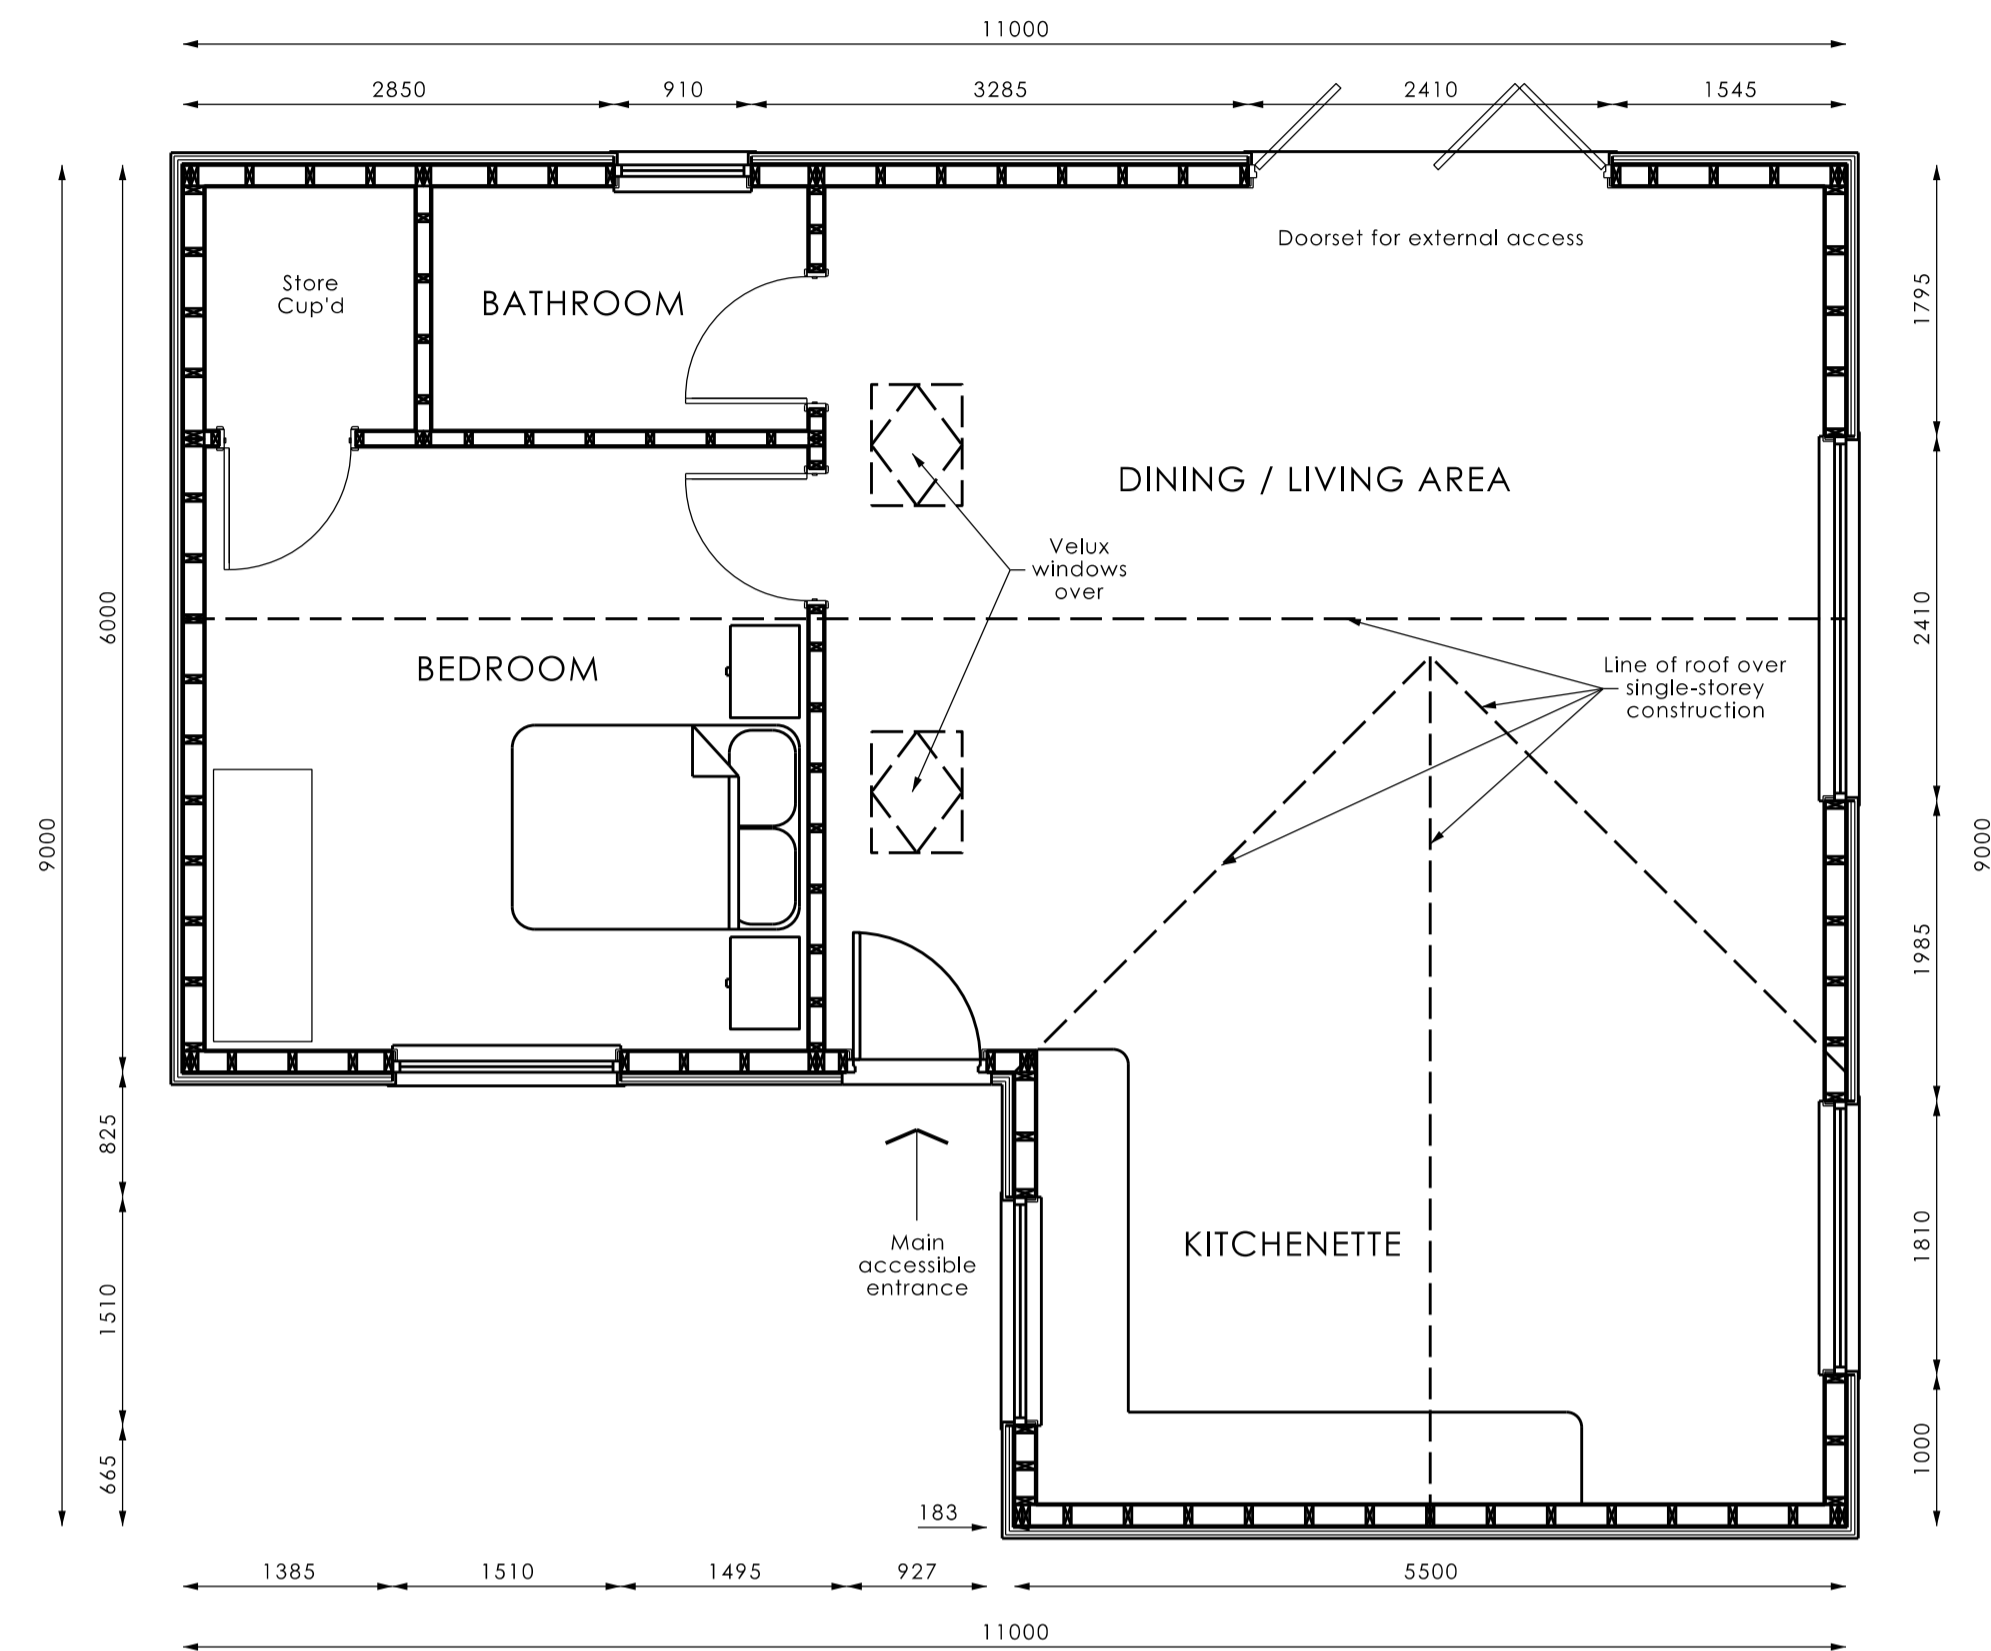 11000
2850
910
3285
2410
1545
Doorset for external access
Store
Cup'd
BATHROOM
1795
DINING / LIVING AREA
Velux
windows
over
6000
2410
BEDROOM
Line of roof over
single-storey
construction
9000
9000
1985
825
Main
accessible
entrance
KITCHENETTE
1810
1510
665
1000
183
1385
1510
1495
927
5500
11000